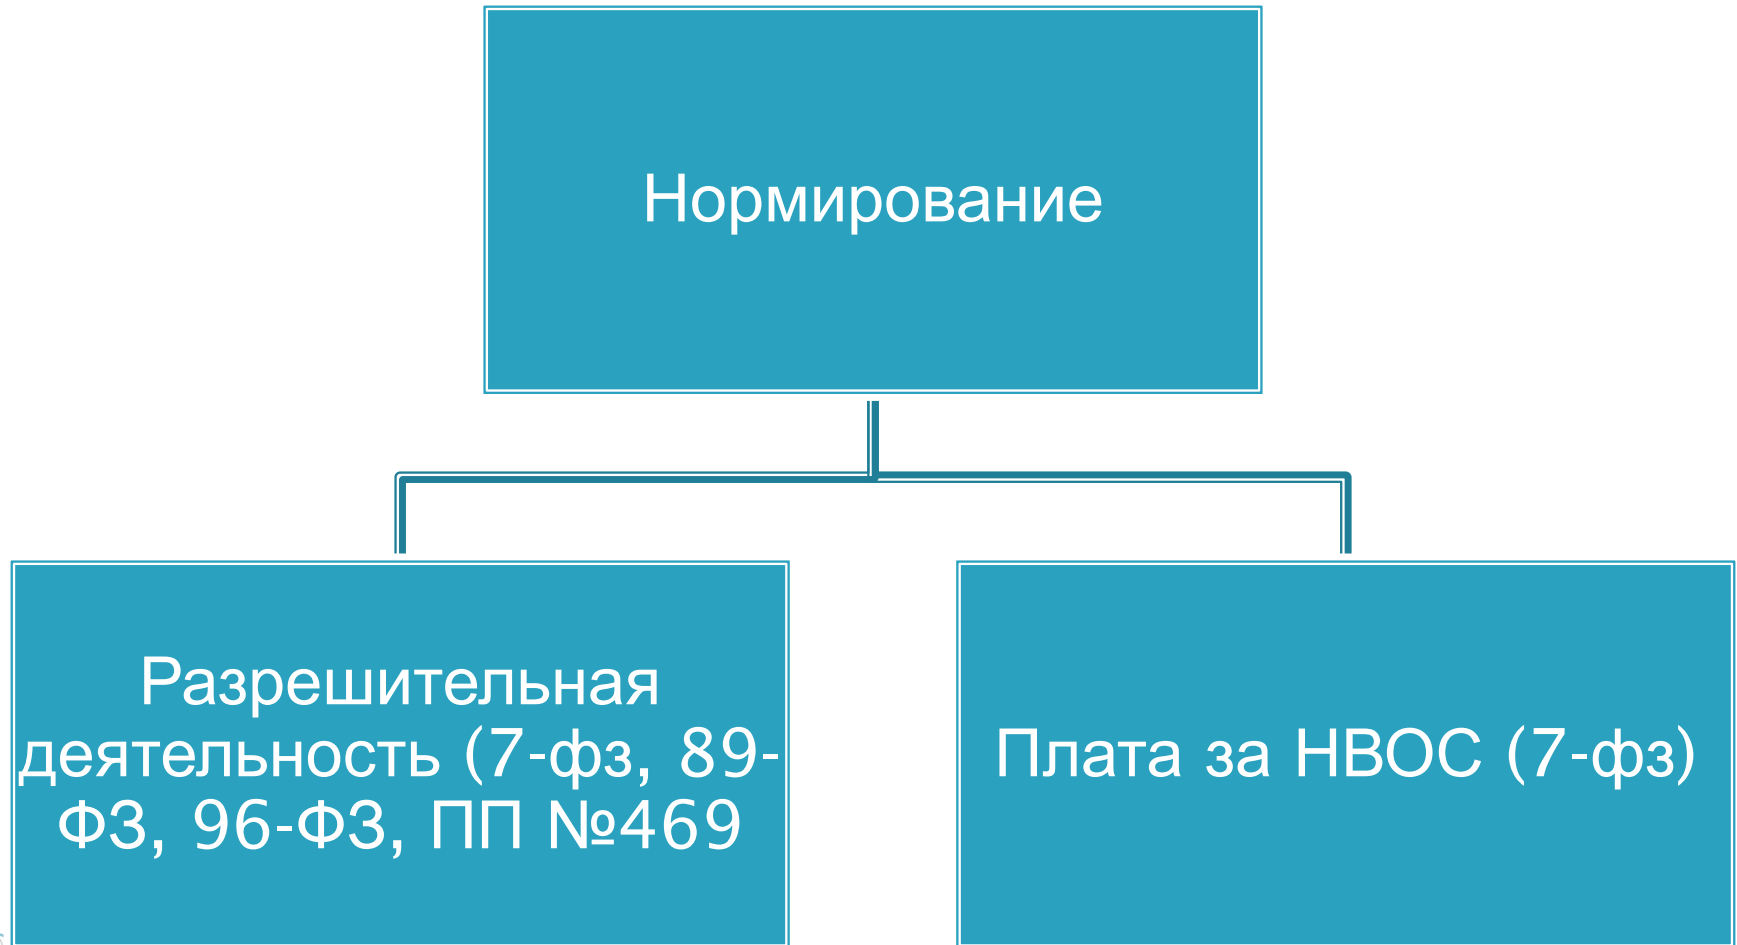 Нормирование
Разрешительная
деятельность (7-фз, 89-
ФЗ, 96-ФЗ, ПП №469
Плата за НВОС (7-фз)